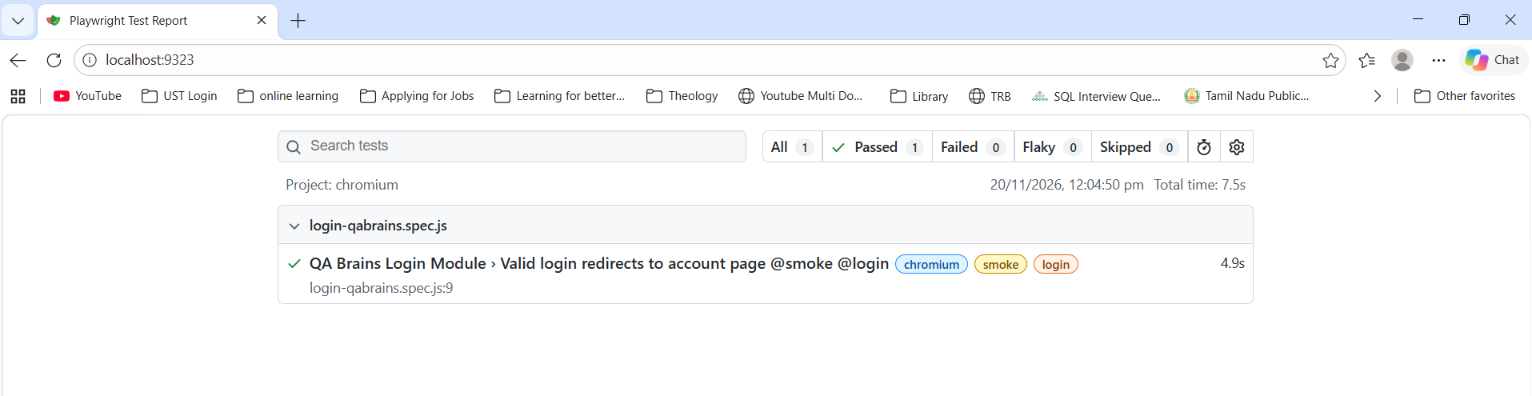 Playwright Test Report
localhost:9323
Chat
YouTube UST Login online learning Applying for Jobs Learning for better... Theology Youtube Multi Do... Library TRB SQL Interview Que... Tamil Nadu Public... Other favorites
Search tests All 1 Passed 1 Failed 0 Flaky 0 Skipped 0
Project: chromium 20/11/2026, 12:04:50 pm Total time: 7.5s
login-qabrains.spec.js
QA Brains Login Module › Valid login redirects to account page @smoke @login chromium smoke login 4.9s
login-qabrains.spec.js:9